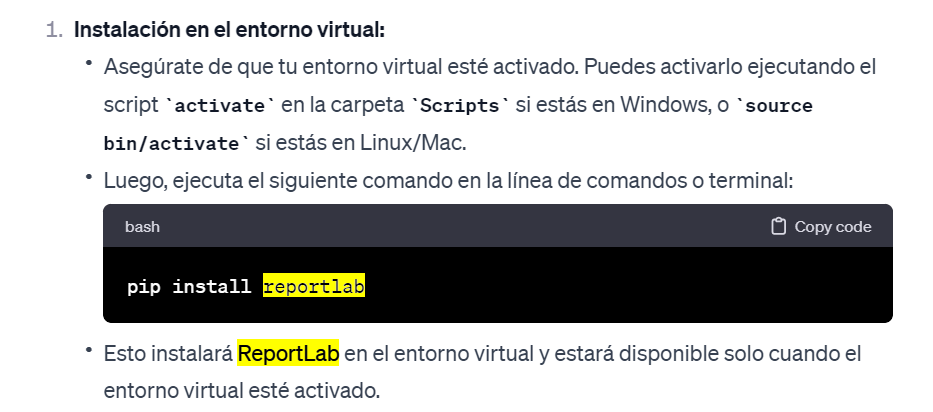 1. Instalación en el entorno virtual:
• Asegúrate de que tu entorno virtual esté activado. Puedes activarlo ejecutando el
script `activate` en la carpeta `Scripts` si estás en Windows, o `source
bin/activate` si estás en Linux/Mac.
• Luego, ejecuta el siguiente comando en la línea de comandos o terminal:
bash Copy code
pip install reportlab
• Esto instalará ReportLab en el entorno virtual y estará disponible solo cuando el
entorno virtual esté activado.